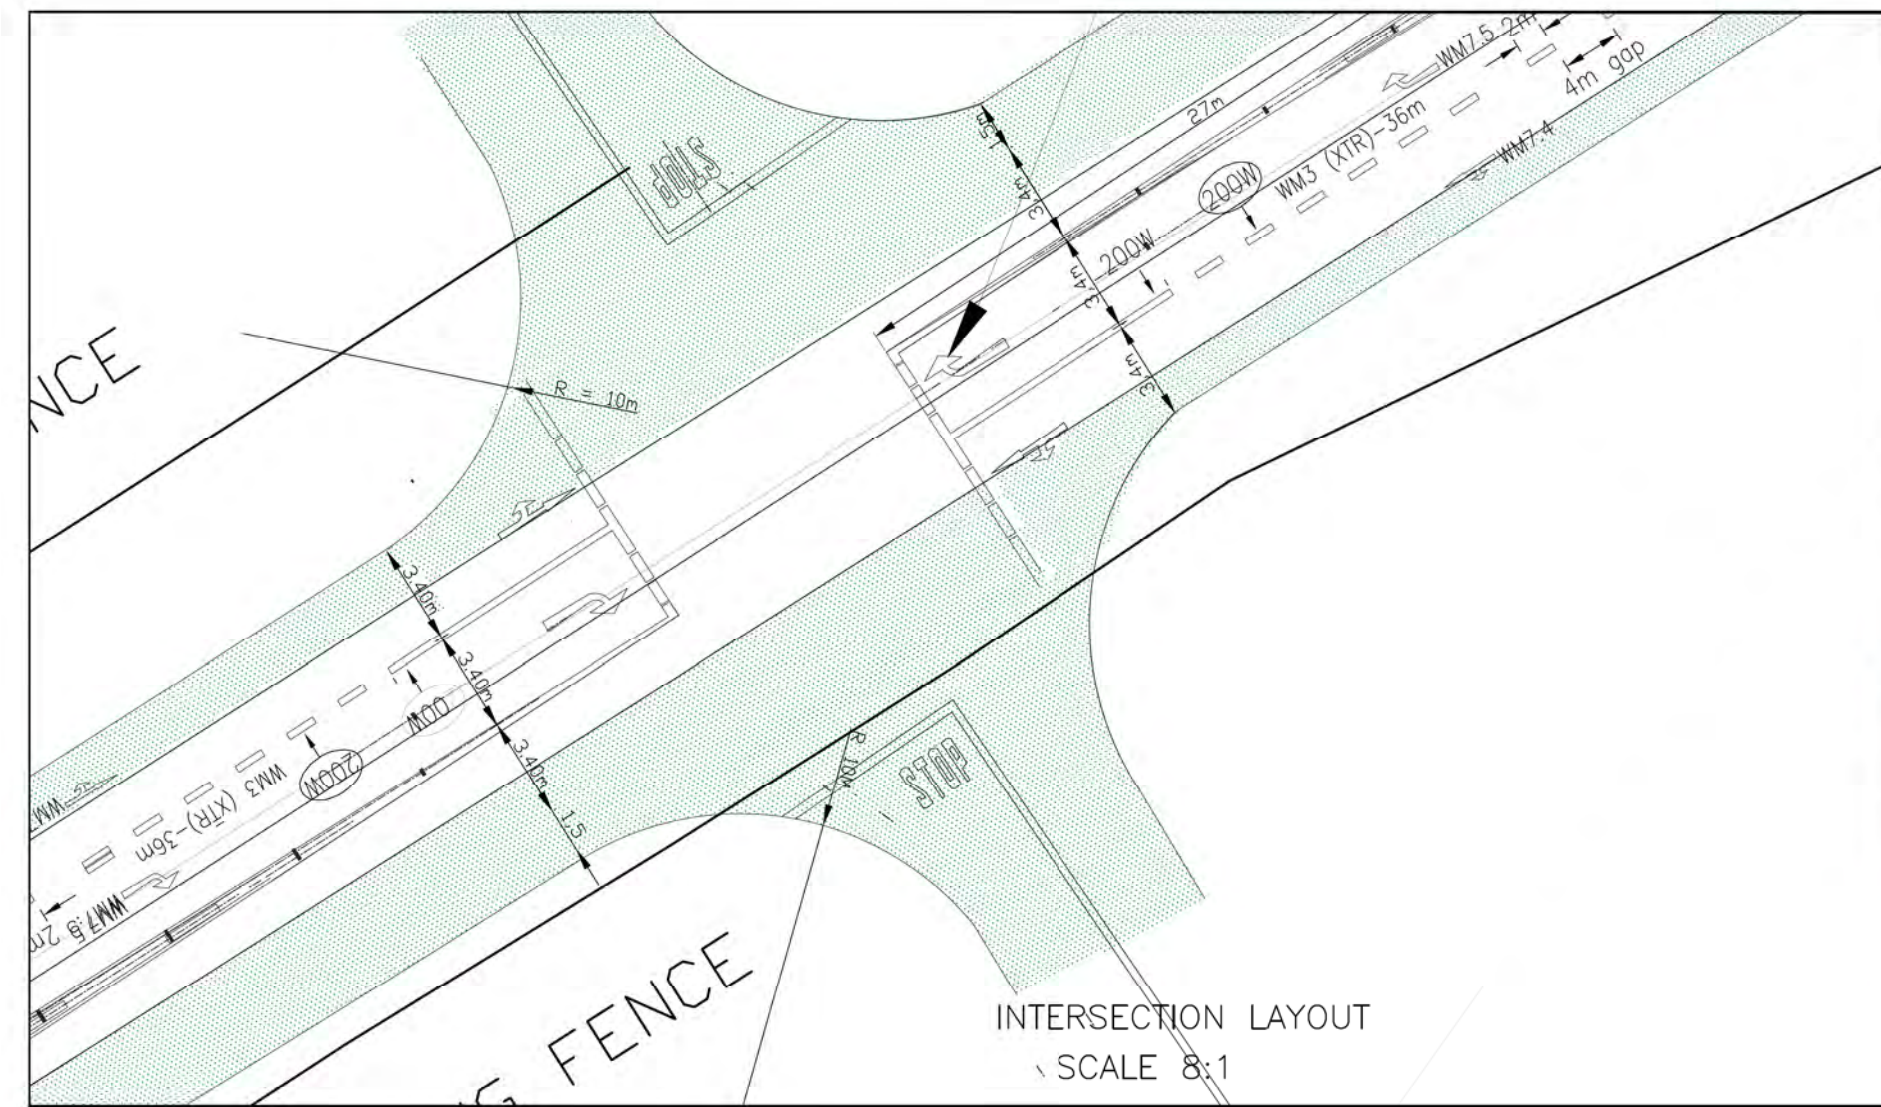 WM7.5 2m
4m gap
STOP
1.5m
27m
WM3 (XTR)-36m
WM7.4
200W
3,4m
200W
3,4m
3,4m
NCE
R = 10m
3.40m
3.40m
00W
200W
WM3 (XTR)-36m
3.40m
1,5
WM7.5 2m
R 10M
STOP
G FENCE
INTERSECTION LAYOUT
SCALE 8:1